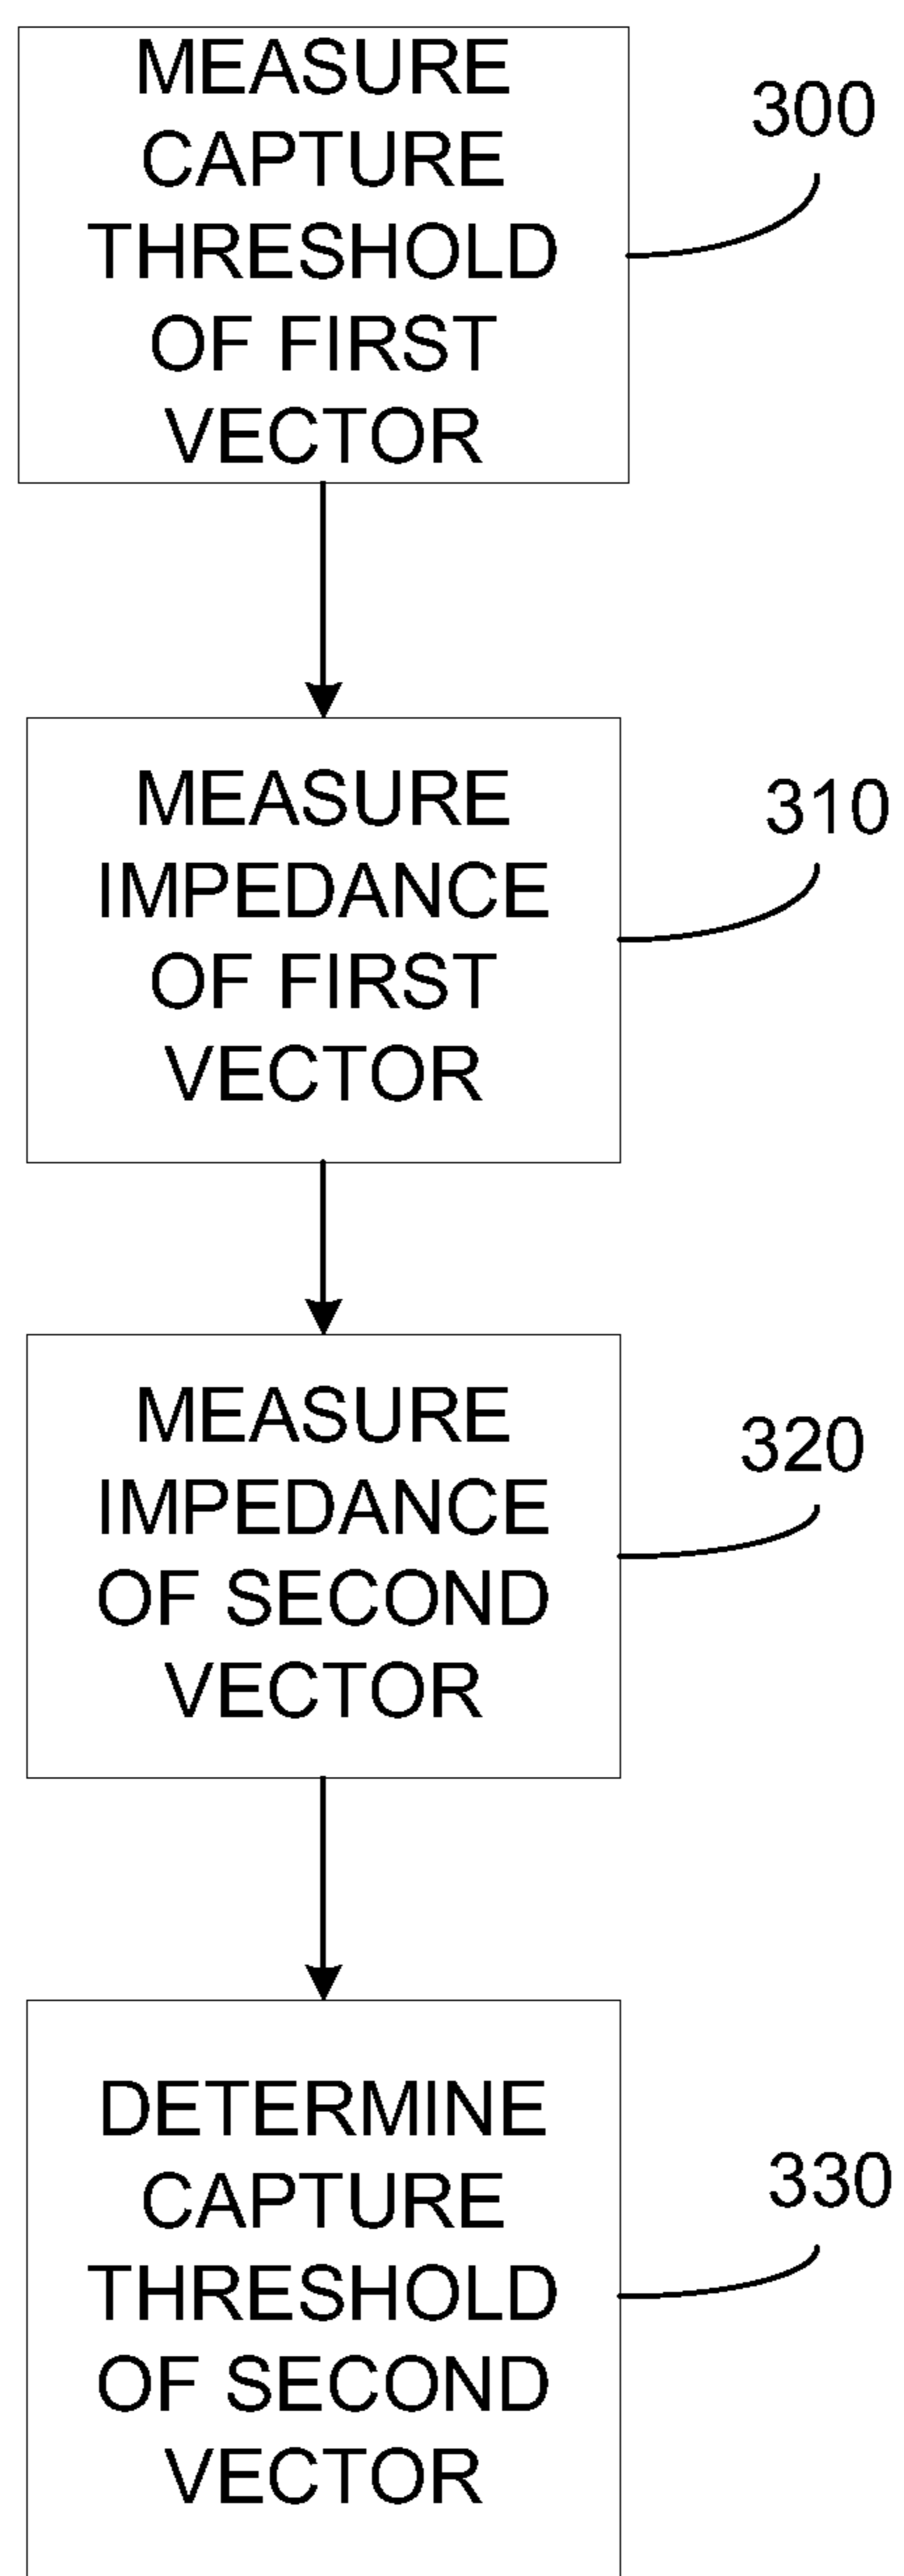 MEASURE
CAPTURE
THRESHOLD
OF FIRST
VECTOR
300
MEASURE
IMPEDANCE
OF FIRST
VECTOR
310
MEASURE
IMPEDANCE
OF SECOND
VECTOR
320
DETERMINE
CAPTURE
THRESHOLD
OF SECOND
VECTOR
330